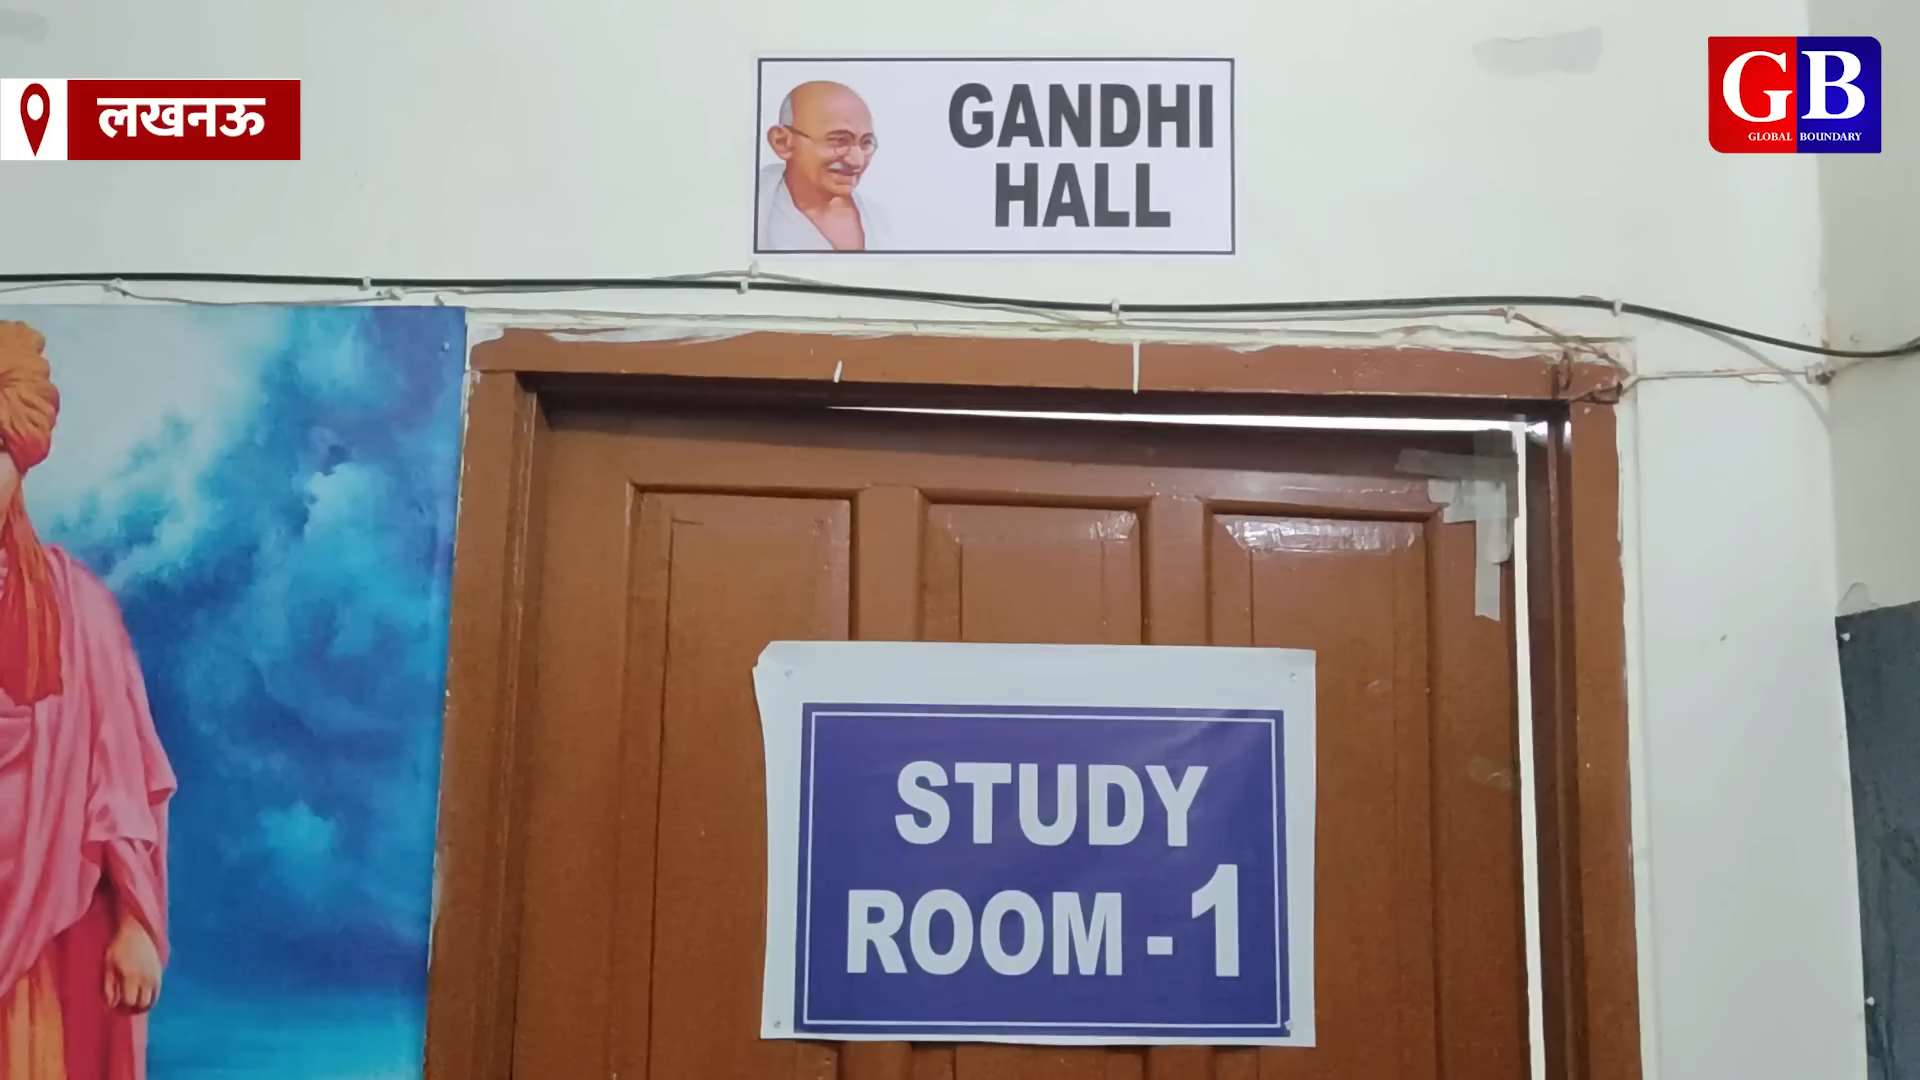 लखनऊ
GANDHI
HALL
GB
GLOBAL BOUNDARY
STUDY
ROOM - 1